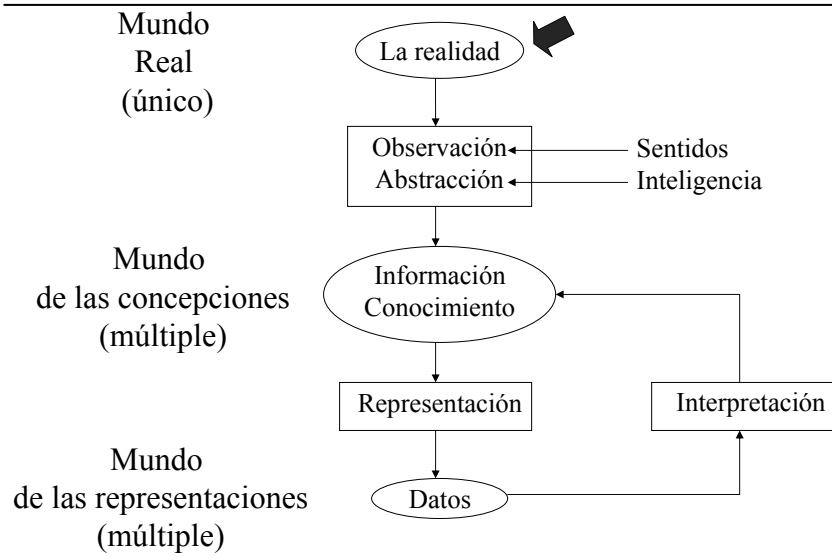 Mundo
Real
(único)
La realidad
Observación
Abstracción
Sentidos
Inteligencia
Mundo
de las concepciones
(múltiple)
Información
Conocimiento
Representación
Interpretación
Mundo
de las representaciones
(múltiple)
Datos